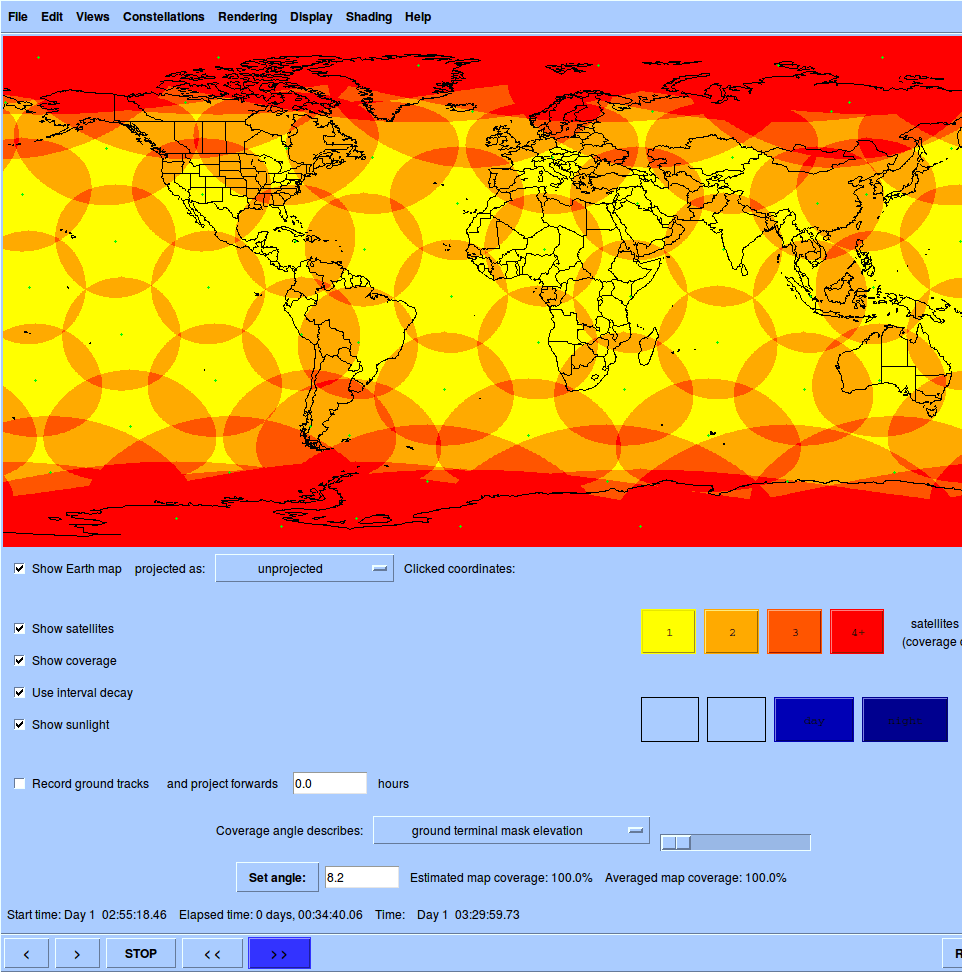 File Edit Views Constellations Rendering Display Shading Help
Show Earth map projected as: unprojected Clicked coordinates:
Show satellites
1 2 3 4+ satellites
(coverage
Show coverage
Use interval decay
Show sunlight
Record ground tracks and project forwards 0.0 hours
Coverage angle describes: ground terminal mask elevation
Set angle: 8.2 Estimated map coverage: 100.0% Averaged map coverage: 100.0%
Start time: Day 1 02:55:18.46 Elapsed time: 0 days, 00:34:40.06 Time: Day 1 03:29:59.73
< > STOP << >>